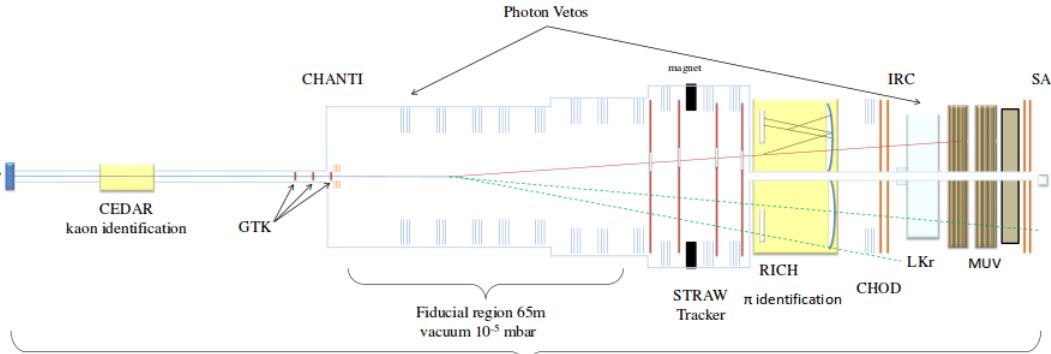 Photon Vetos
CHANTI
magnet
IRC
SA
CEDAR
kaon identification
GTK
Fiducial region 65m
vacuum 10⁻⁵ mbar
STRAW
Tracker
RICH
π identification
CHOD
LKr
MUV